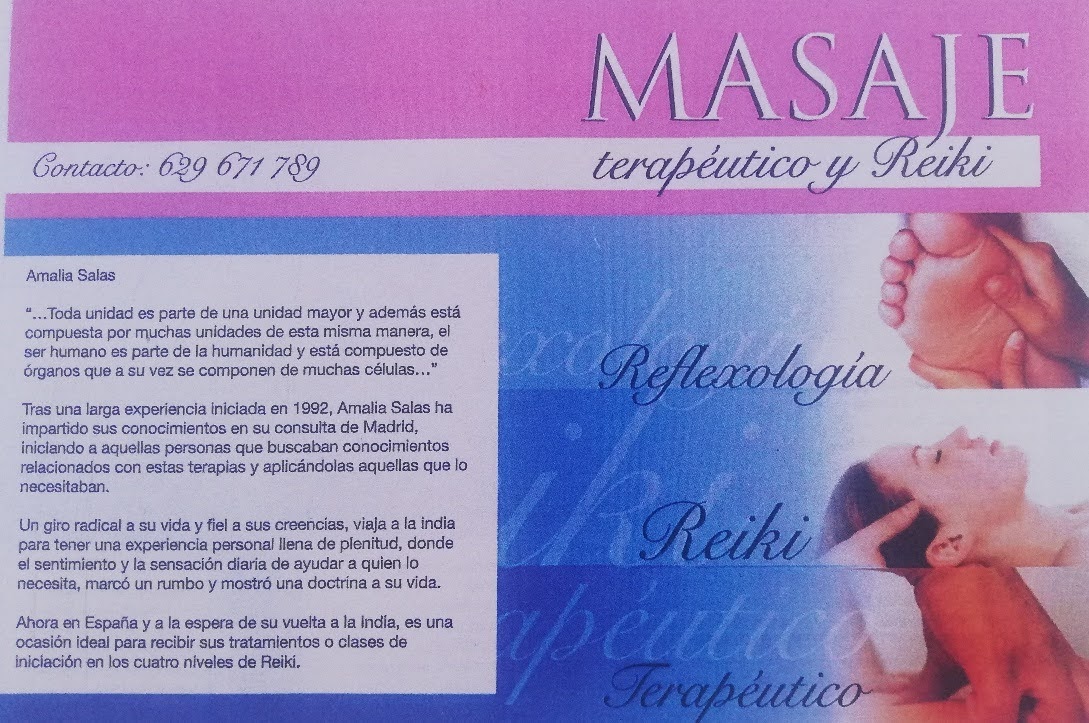 MASAJE
terapéutico y Reiki
Contacto: 629 671 789
Amalia Salas
“...Toda unidad es parte de una unidad mayor y además está
compuesta por muchas unidades de esta misma manera, el
ser humano es parte de la humanidad y está compuesto de
órganos que a su vez se componen de muchas células...”
Tras una larga experiencia iniciada en 1992, Amalia Salas ha
impartido sus conocimientos en su consulta de Madrid,
iniciando a aquellas personas que buscaban conocimientos
relacionados con estas terapias y aplicándolas aquellas que lo
necesitaban.
Un giro radical a su vida y fiel a sus creencias, viaja a la india
para tener una experiencia personal llena de plenitud, donde
el sentimiento y la sensación diaria de ayudar a quien lo
necesita, marcó un rumbo y mostró una doctrina a su vida.
Ahora en España y a la espera de su vuelta a la India, es una
ocasión ideal para recibir sus tratamientos o clases de
iniciación en los cuatro niveles de Reiki.
exologia
Reflexología
iki
Reiki
apéutico
Terapéutico